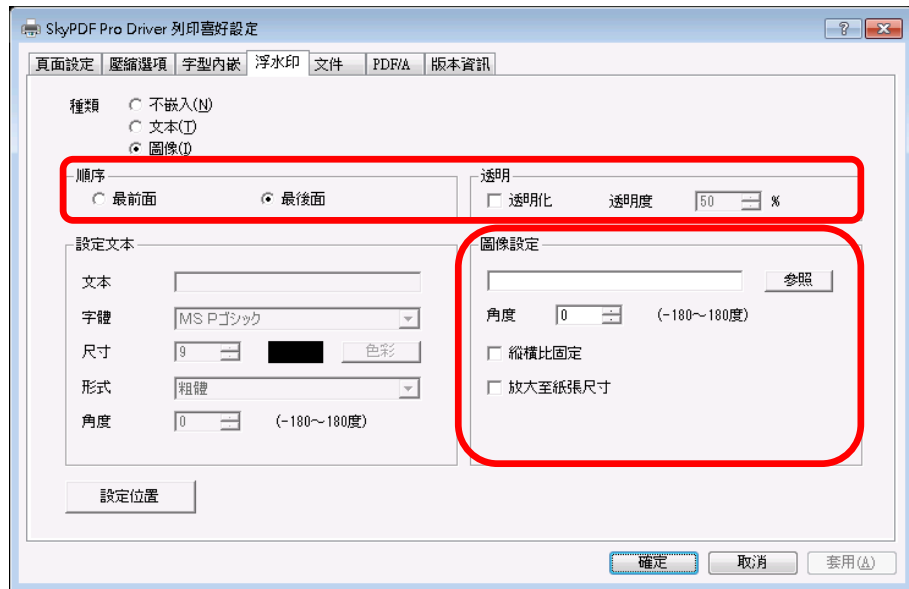 SkyPDF Pro Driver 列印喜好設定
頁面設定 壓縮選項 字型內嵌 浮水印 文件 PDF/A 版本資訊
種類 不嵌入(N)
文本(T)
圖像(I)
順序
最前面 最後面
透明
透明化 透明度 50 %
設定文本
文本
字體 MS Pゴシック
尺寸 9 色彩
形式 粗體
角度 0 (-180～180度)
圖像設定
参照
角度 0 (-180～180度)
縱橫比固定
放大至紙張尺寸
設定位置
確定 取消 套用(A)